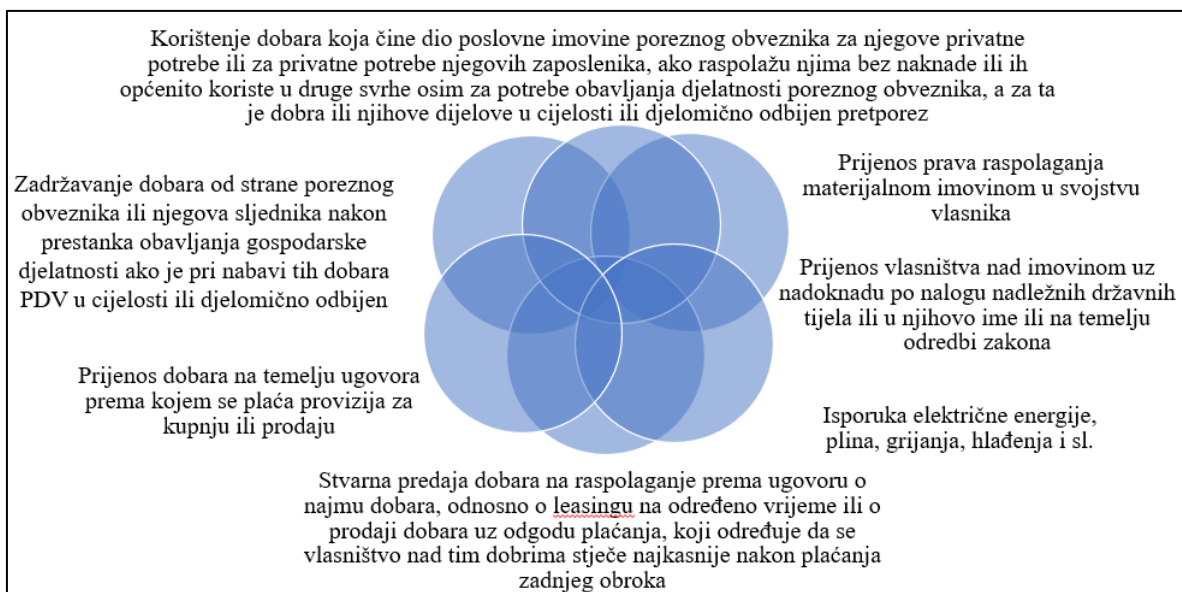 Korištenje dobara koja čine dio poslovne imovine poreznog obveznika za njegove privatne
potrebe ili za privatne potrebe njegovih zaposlenika, ako raspolažu njima bez naknade ili ih
općenito koriste u druge svrhe osim za potrebe obavljanja djelatnosti poreznog obveznika, a za ta
je dobra ili njihove dijelove u cijelosti ili djelomično odbijen pretporez
Prijenos prava raspolaganja
materijalnom imovinom u svojstvu
vlasnika
Prijenos vlasništva nad imovinom uz
nadoknadu po nalogu nadležnih državnih
tijela ili u njihovo ime ili na temelju
odredbi zakona
Isporuka električne energije,
plina, grijanja, hlađenja i sl.
Stvarna predaja dobara na raspolaganje prema ugovoru o
najmu dobara, odnosno o leasingu na određeno vrijeme ili o
prodaji dobara uz odgodu plaćanja, koji određuje da se
vlasništvo nad tim dobrima stječe najkasnije nakon plaćanja
zadnjeg obroka
Prijenos dobara na temelju ugovora
prema kojem se plaća provizija za
kupnju ili prodaju
Zadržavanje dobara od strane poreznog
obveznika ili njegova sljednika nakon
prestanka obavljanja gospodarske
djelatnosti ako je pri nabavi tih dobara
PDV u cijelosti ili djelomično odbijen